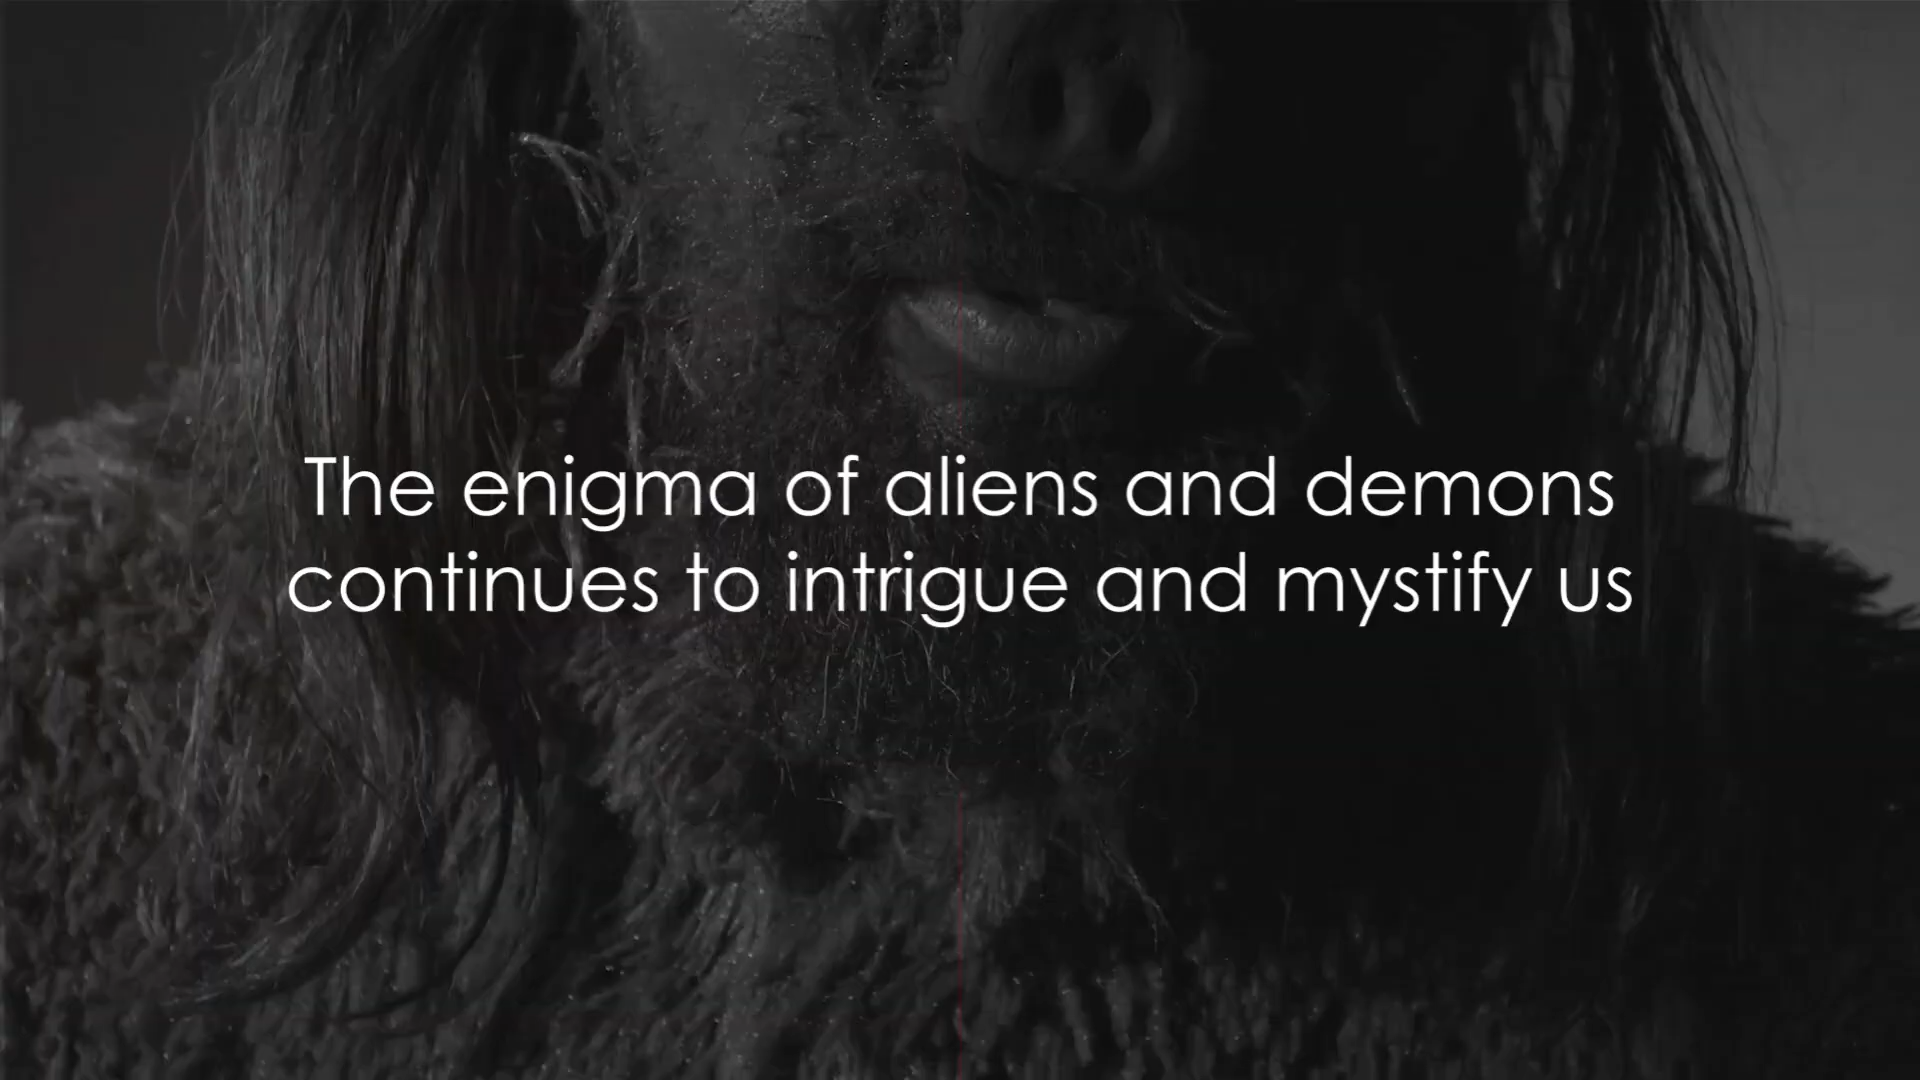 The enigma of aliens and demons
continues to intrigue and mystify us